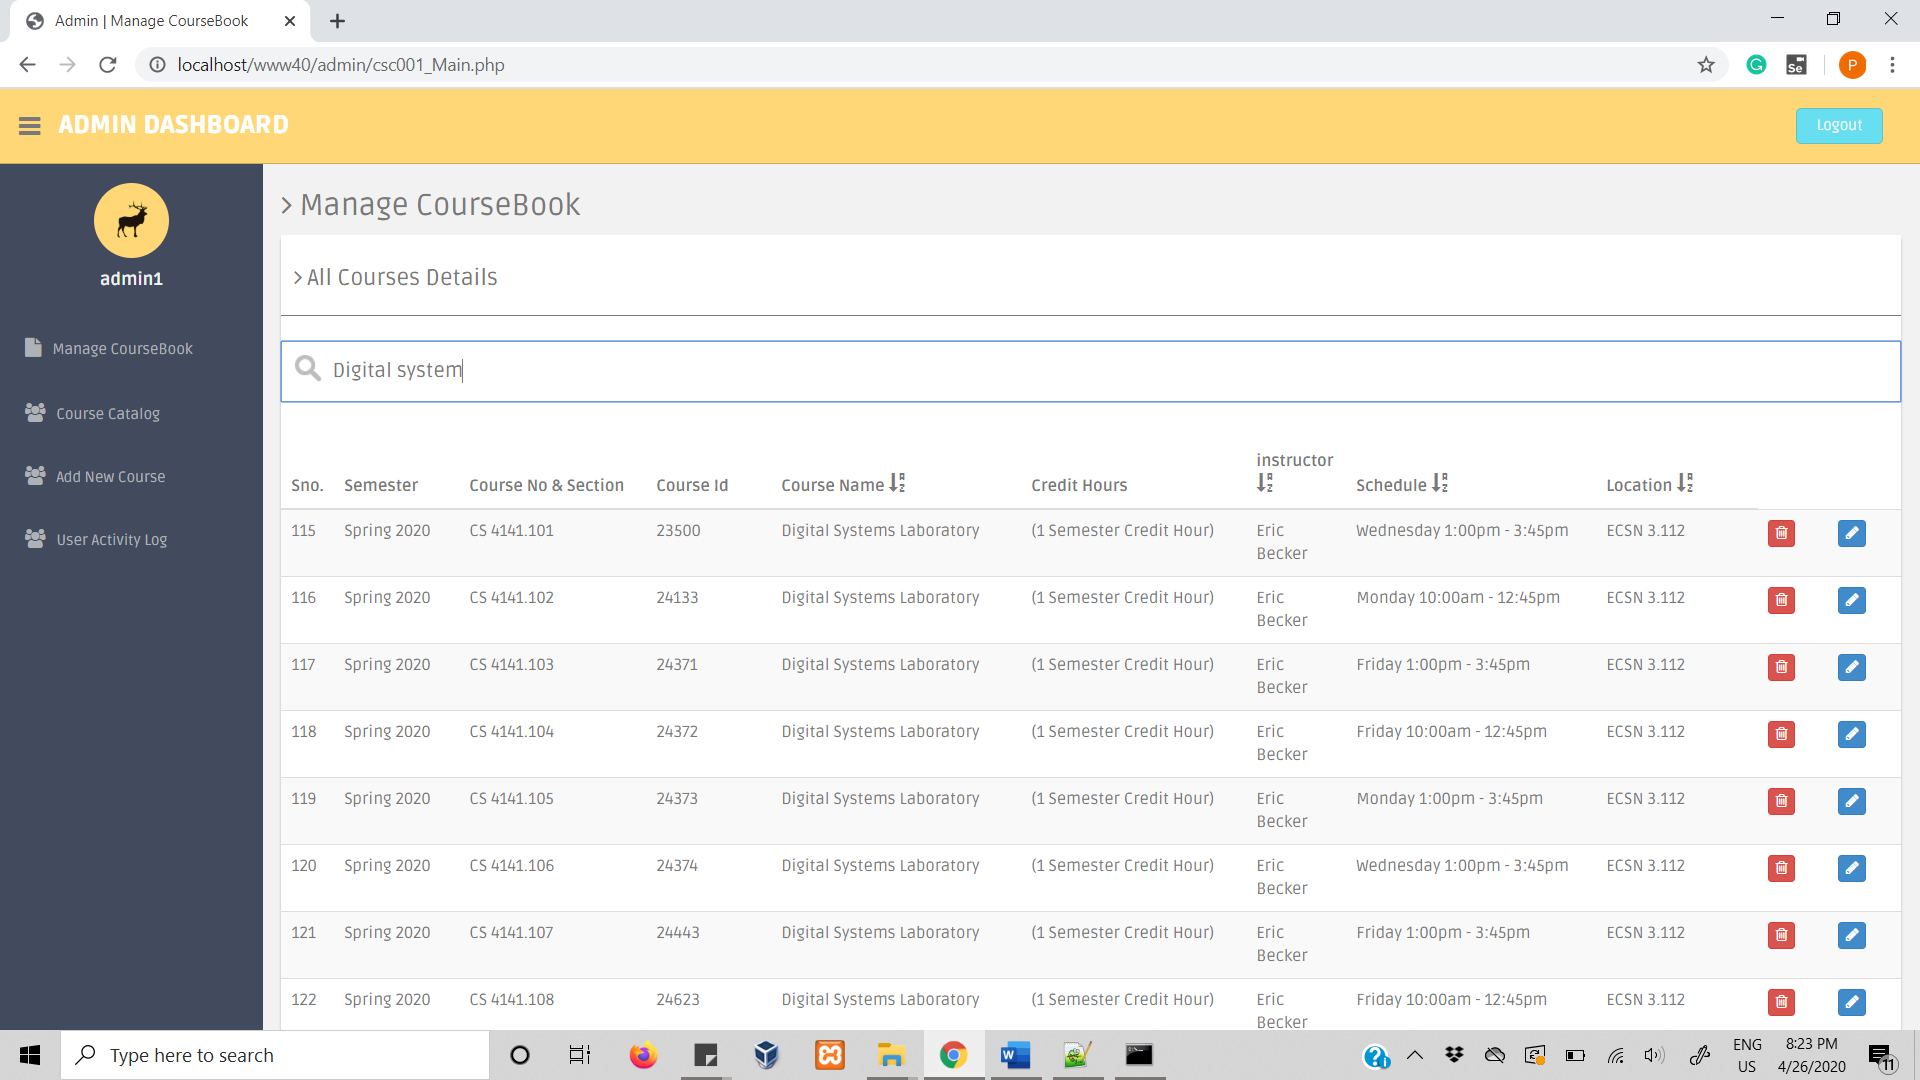 Admin | Manage CourseBook
localhost/www40/admin/csc001_Main.php
Se
P
ADMIN DASHBOARD
Logout
admin1
Manage CourseBook
Course Catalog
Add New Course
User Activity Log
> Manage CourseBook
> All Courses Details
Digital system
Sno. Semester Course No & Section Course Id Course Name Credit Hours instructor Schedule Location
115 Spring 2020 CS 4141.101 23500 Digital Systems Laboratory (1 Semester Credit Hour) Eric Becker Wednesday 1:00pm - 3:45pm ECSN 3.112
116 Spring 2020 CS 4141.102 24133 Digital Systems Laboratory (1 Semester Credit Hour) Eric Becker Monday 10:00am - 12:45pm ECSN 3.112
117 Spring 2020 CS 4141.103 24371 Digital Systems Laboratory (1 Semester Credit Hour) Eric Becker Friday 1:00pm - 3:45pm ECSN 3.112
118 Spring 2020 CS 4141.104 24372 Digital Systems Laboratory (1 Semester Credit Hour) Eric Becker Friday 10:00am - 12:45pm ECSN 3.112
119 Spring 2020 CS 4141.105 24373 Digital Systems Laboratory (1 Semester Credit Hour) Eric Becker Monday 1:00pm - 3:45pm ECSN 3.112
120 Spring 2020 CS 4141.106 24374 Digital Systems Laboratory (1 Semester Credit Hour) Eric Becker Wednesday 1:00pm - 3:45pm ECSN 3.112
121 Spring 2020 CS 4141.107 24443 Digital Systems Laboratory (1 Semester Credit Hour) Eric Becker Friday 1:00pm - 3:45pm ECSN 3.112
122 Spring 2020 CS 4141.108 24623 Digital Systems Laboratory (1 Semester Credit Hour) Eric Becker Friday 10:00am - 12:45pm ECSN 3.112
Type here to search
ENG
US
8:23 PM
4/26/2020
11